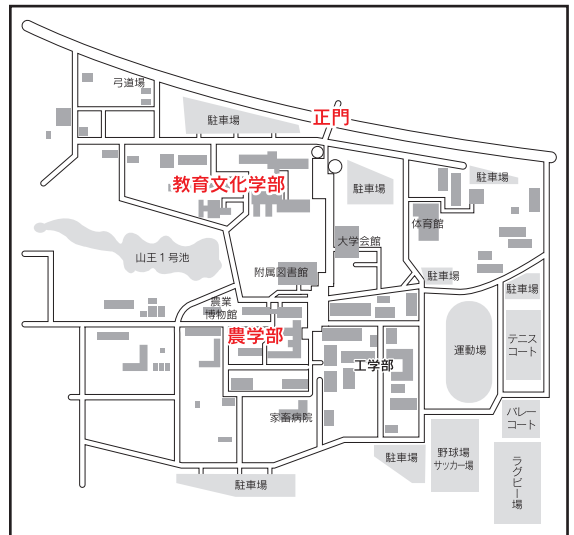 弓道場
駐車場
正門
教育文化学部
駐車場
駐車場
体育館
大学会館
山王1号池
附属図書館
駐車場
駐車場
農業
博物館
農学部
工学部
運動場
テニス
コート
家畜病院
バレー
コート
駐車場
野球場
サッカー場
ラグビー場
駐車場